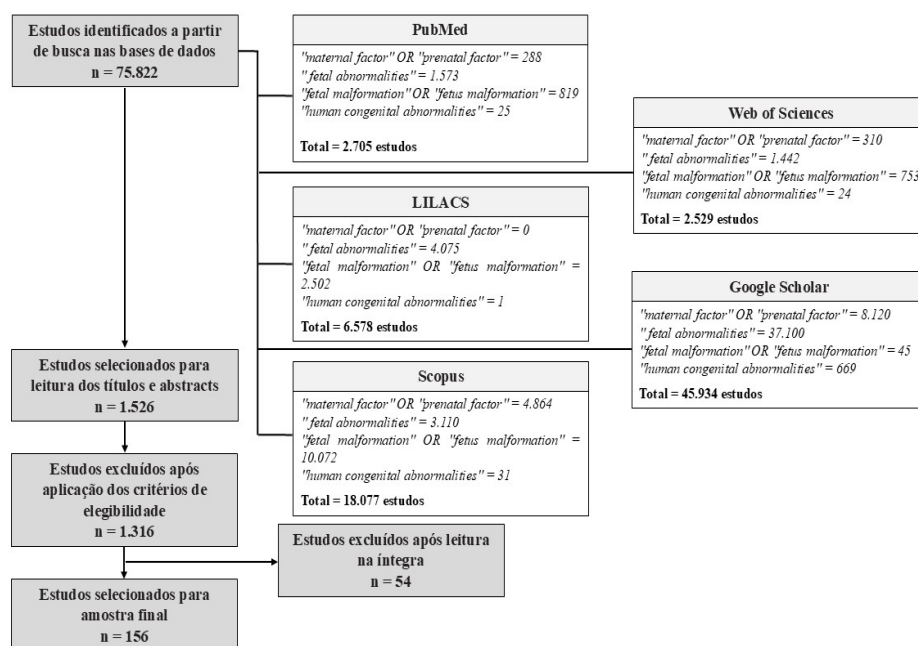 Estudos identificados a partir
de busca nas bases de dados
n = 75.822
PubMed
"maternal factor" OR "prenatal factor" = 288
"fetal abnormalities" = 1.573
"fetal malformation" OR "fetus malformation" = 819
"human congenital abnormalities" = 25
Total = 2.705 estudos
Web of Sciences
"maternal factor" OR "prenatal factor" = 310
"fetal abnormalities" = 1.442
"fetal malformation" OR "fetus malformation" = 753
"human congenital abnormalities" = 24
Total = 2.529 estudos
LILACS
"maternal factor" OR "prenatal factor" = 0
"fetal abnormalities" = 4.075
"fetal malformation" OR "fetus malformation" =
2.502
"human congenital abnormalities" = 1
Total = 6.578 estudos
Google Scholar
"maternal factor" OR "prenatal factor" = 8.120
"fetal abnormalities" = 37.100
"fetal malformation" OR "fetus malformation" = 45
"human congenital abnormalities" = 669
Total = 45.934 estudos
Scopus
"maternal factor" OR "prenatal factor" = 4.864
"fetal abnormalities" = 3.110
"fetal malformation" OR "fetus malformation" =
10.072
"human congenital abnormalities" = 31
Total = 18.077 estudos
Estudos selecionados para
leitura dos títulos e abstracts
n = 1.526
Estudos excluídos após
aplicação dos critérios de
elegibilidade
n = 1.316
Estudos excluídos após leitura
na íntegra
n = 54
Estudos selecionados para
amostra final
n = 156